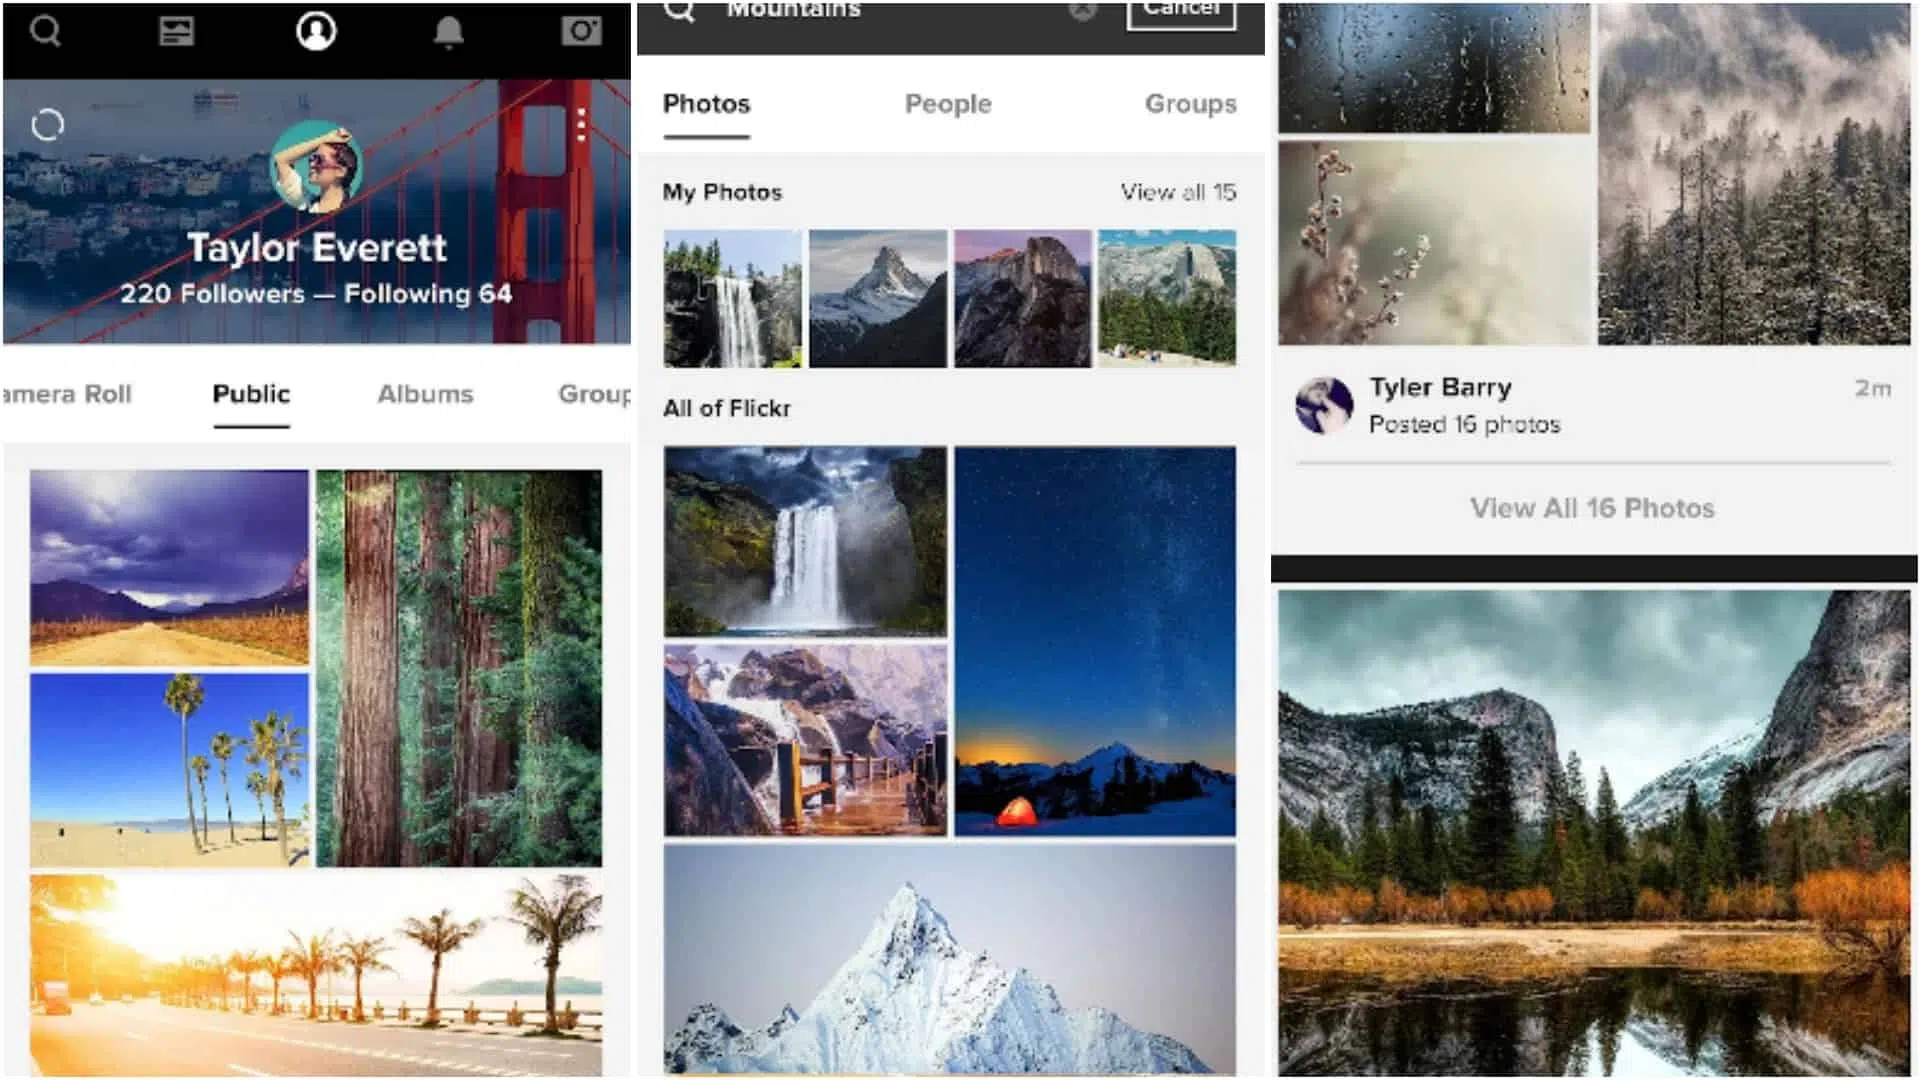 Taylor Everett
220 Followers — Following 64
amera Roll
Public
Albums
Group
Mountains
Cancel
Photos
People
Groups
My Photos
View all 15
All of Flickr
Tyler Barry
2m
Posted 16 photos
View All 16 Photos